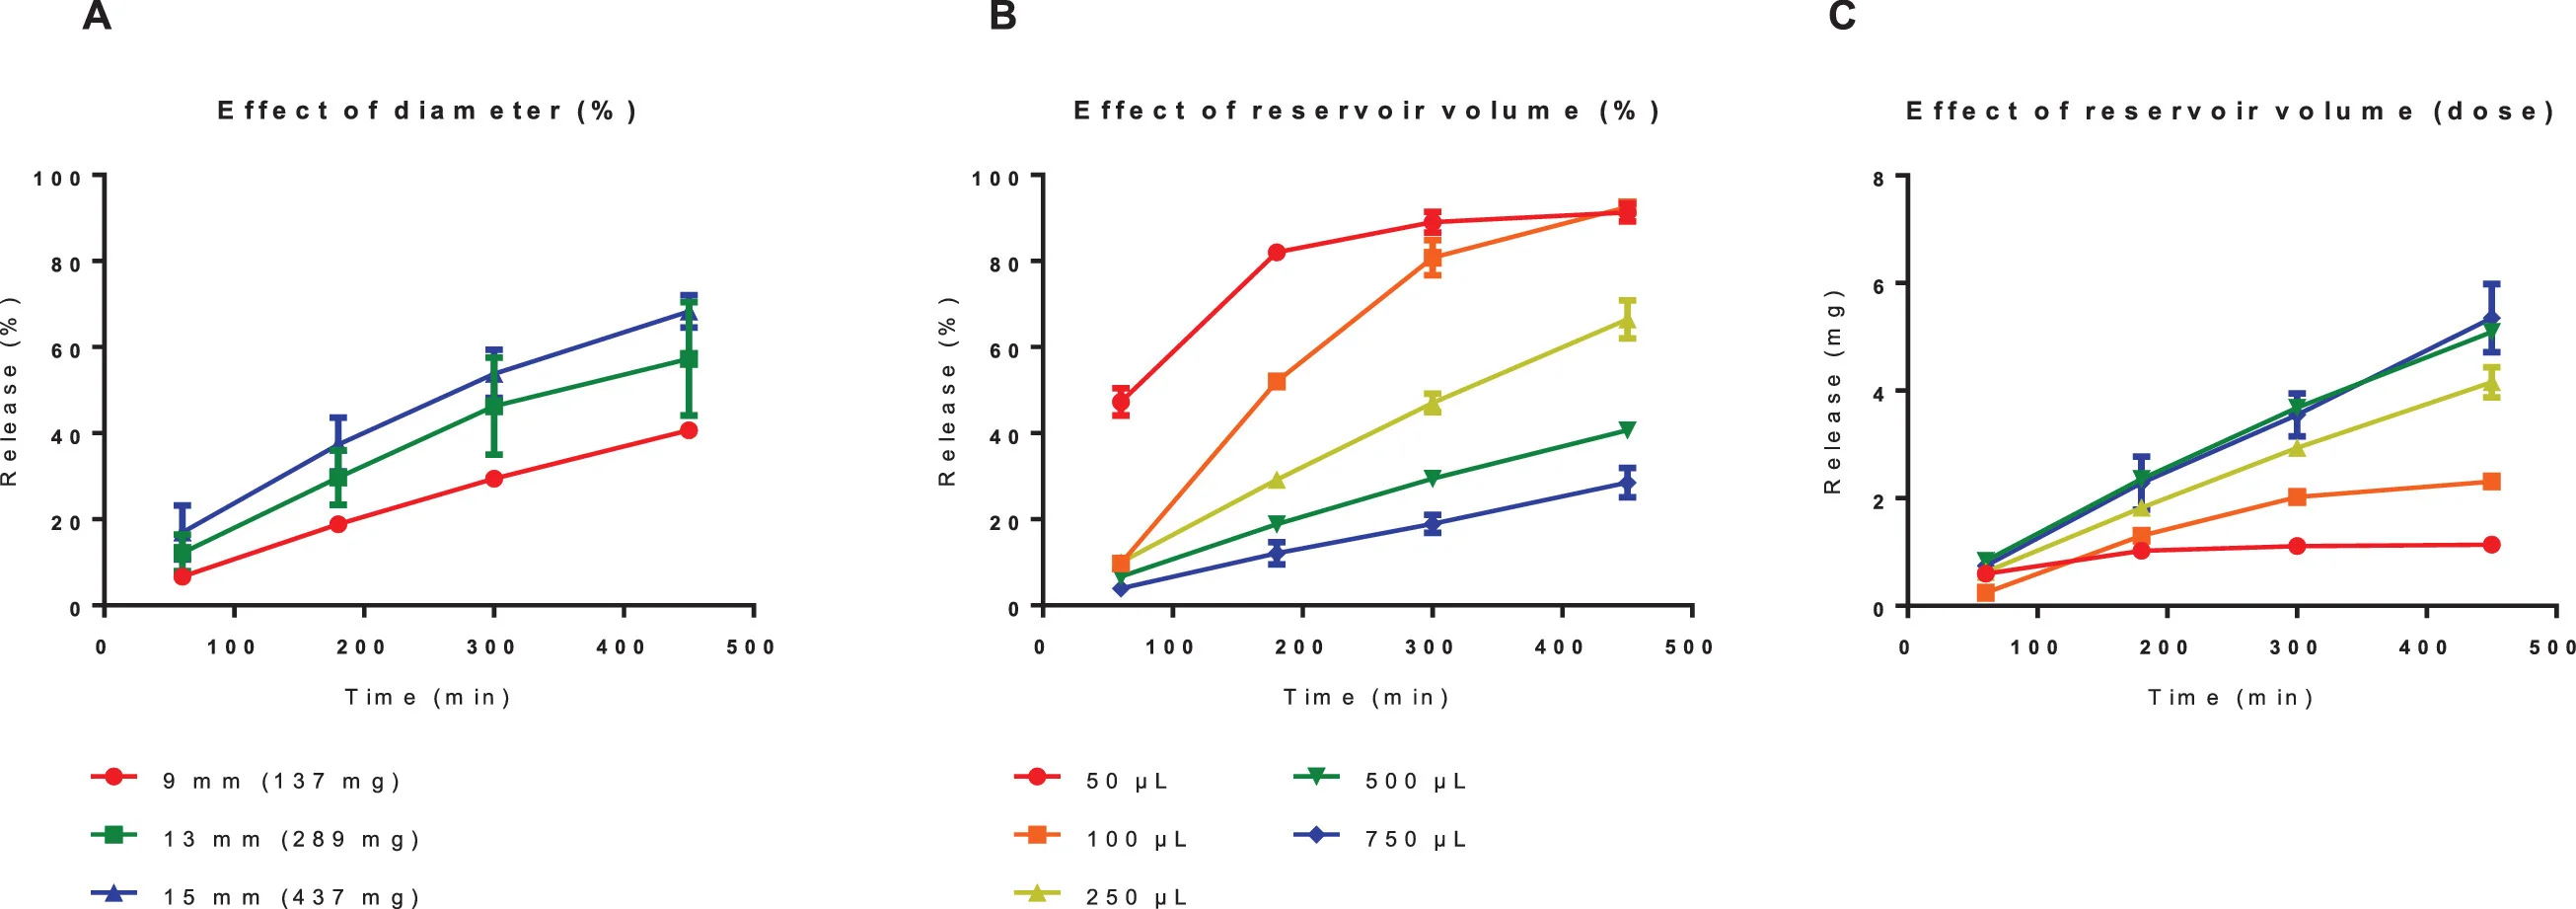 A
B
C
Effect of diameter (%)
Effect of reservoir volume (%)
Effect of reservoir volume (dose)
Release (%)
100
80
60
40
20
0
0 100 200 300 400 500
Time (min)
Release (%)
100
80
60
40
20
0
0 100 200 300 400 500
Time (min)
Release (mg)
8
6
4
2
0
0 100 200 300 400 500
Time (min)
9 mm (137 mg)
13 mm (289 mg)
15 mm (437 mg)
50 µL
100 µL
250 µL
500 µL
750 µL